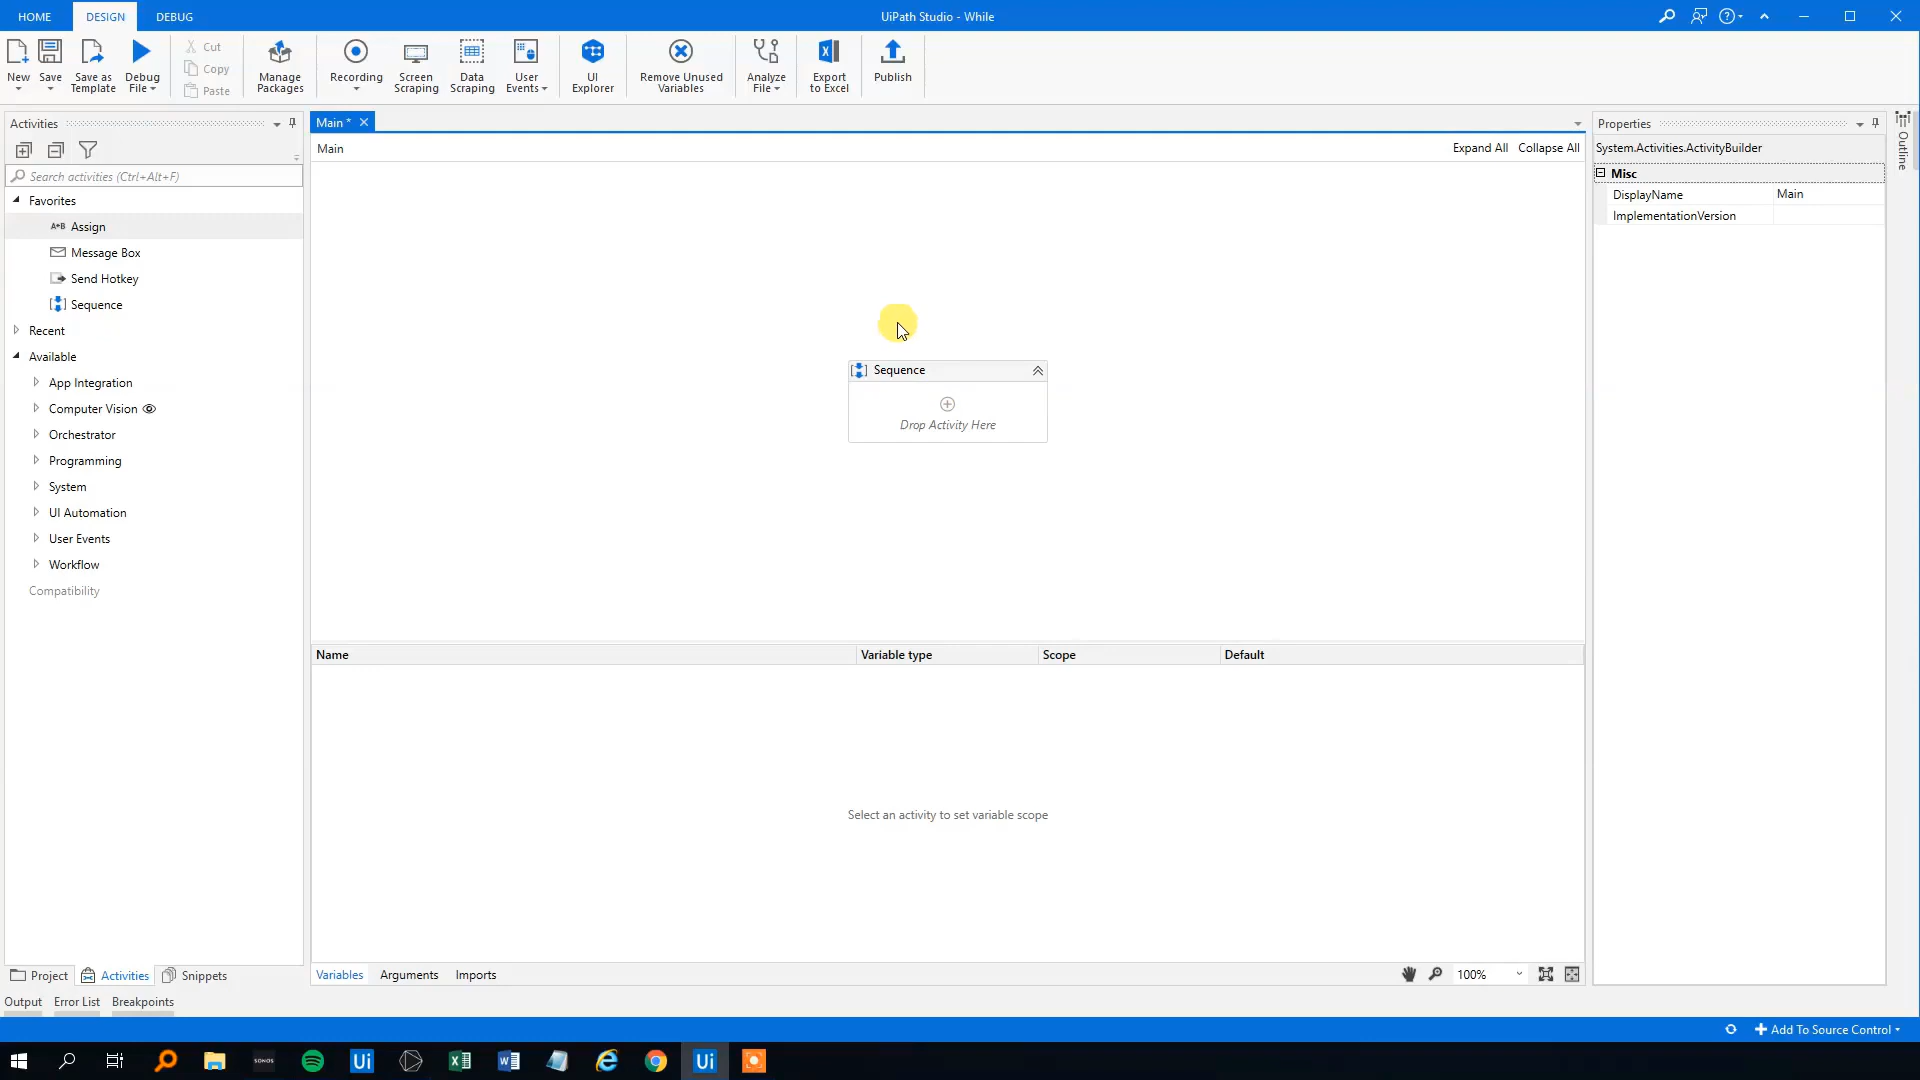 HOME
DESIGN
DEBUG
UiPath Studio - While
New
Save
Save as
Template
Debug
File
Cut
Copy
Paste
Manage
Packages
Recording
Screen
Scraping
Data
Scraping
User
Events
UI
Explorer
Remove Unused
Variables
Analyze
File
Export
to Excel
Publish
Activities
Search activities (Ctrl+Alt+F)
Favorites
A+B Assign
Message Box
Send Hotkey
Sequence
Recent
Available
App Integration
Computer Vision
Orchestrator
Programming
System
UI Automation
User Events
Workflow
Compatibility
Project
Activities
Snippets
Output
Error List
Breakpoints
Main *
Main
Expand All
Collapse All
Sequence
Drop Activity Here
Name
Variable type
Scope
Default
Select an activity to set variable scope
Variables
Arguments
Imports
100%
Properties
System.Activities.ActivityBuilder
Misc
DisplayName
Main
ImplementationVersion
Outline
Add To Source Control
SONOS
Ui
Ui